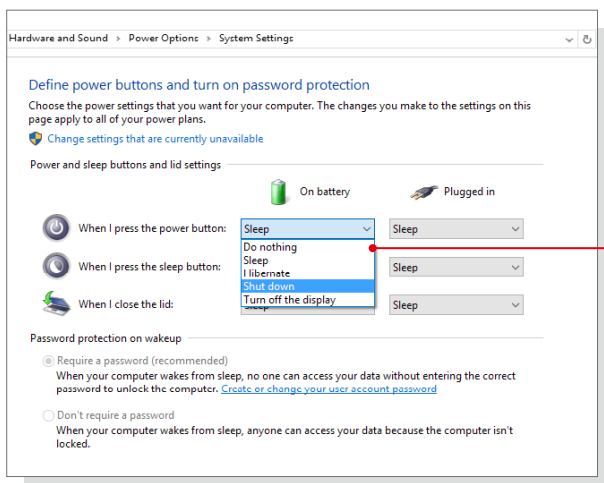 Hardware and Sound > Power Options > System Settings
Define power buttons and turn on password protection
Choose the power settings that you want for your computer. The changes you make to the settings on this
page apply to all of your power plans.
Change settings that are currently unavailable
Power and sleep buttons and lid settings
On battery Plugged in
When I press the power button: Sleep Sleep
Do nothing
Sleep
When I press the sleep button: Sleep
Hibernate
Shut down
Turn off the display
When I close the lid: Sleep Sleep
Password protection on wakeup
Require a password (recommended)
When your computer wakes from sleep, no one can access your data without entering the correct
password to unlock the computer. Create or change your user account password
Don't require a password
When your computer wakes from sleep, anyone can access your data because the computer isn't
locked.